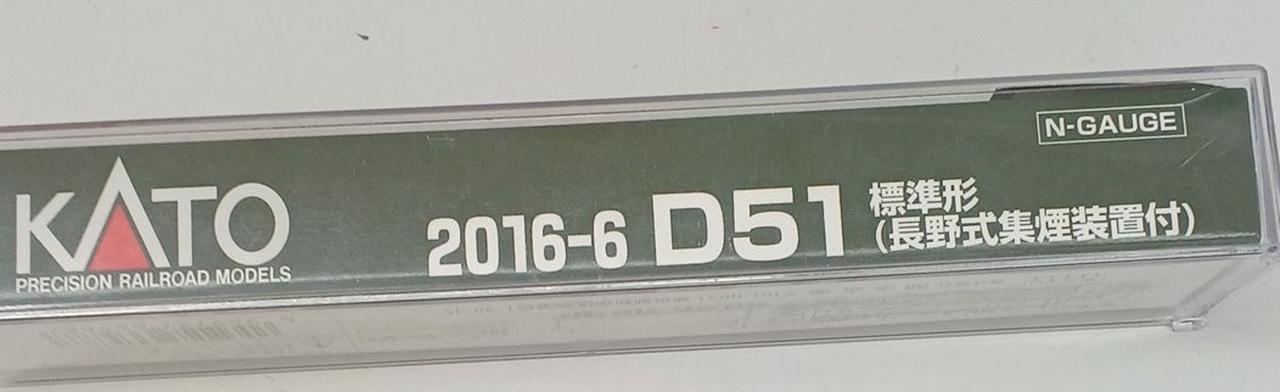 N-GAUGE
KATO
PRECISION RAILROAD MODELS
2016-6 D51 標準形
(長野式集煙装置付)